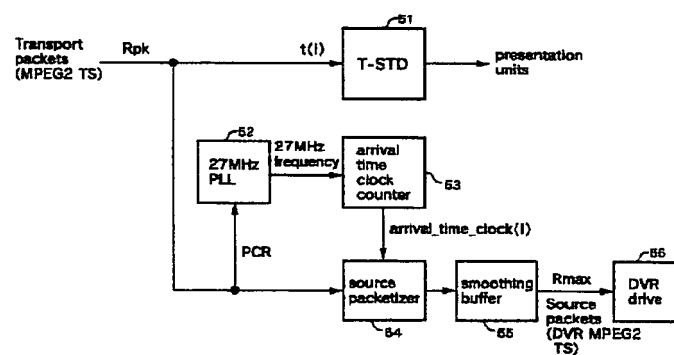 51
Transport
packets
(MPEG2 TS)
Rpk
t(i)
T-STD
presentation
units
52
27MHz
PLL
27MHz
frequency
arrival
time
clock
counter
53
arrival_time_clock(i)
PCR
source
packetizer
54
smoothing
buffer
55
Rmax
Source
packets
(DVR MPEG2
TS)
56
DVR
drive